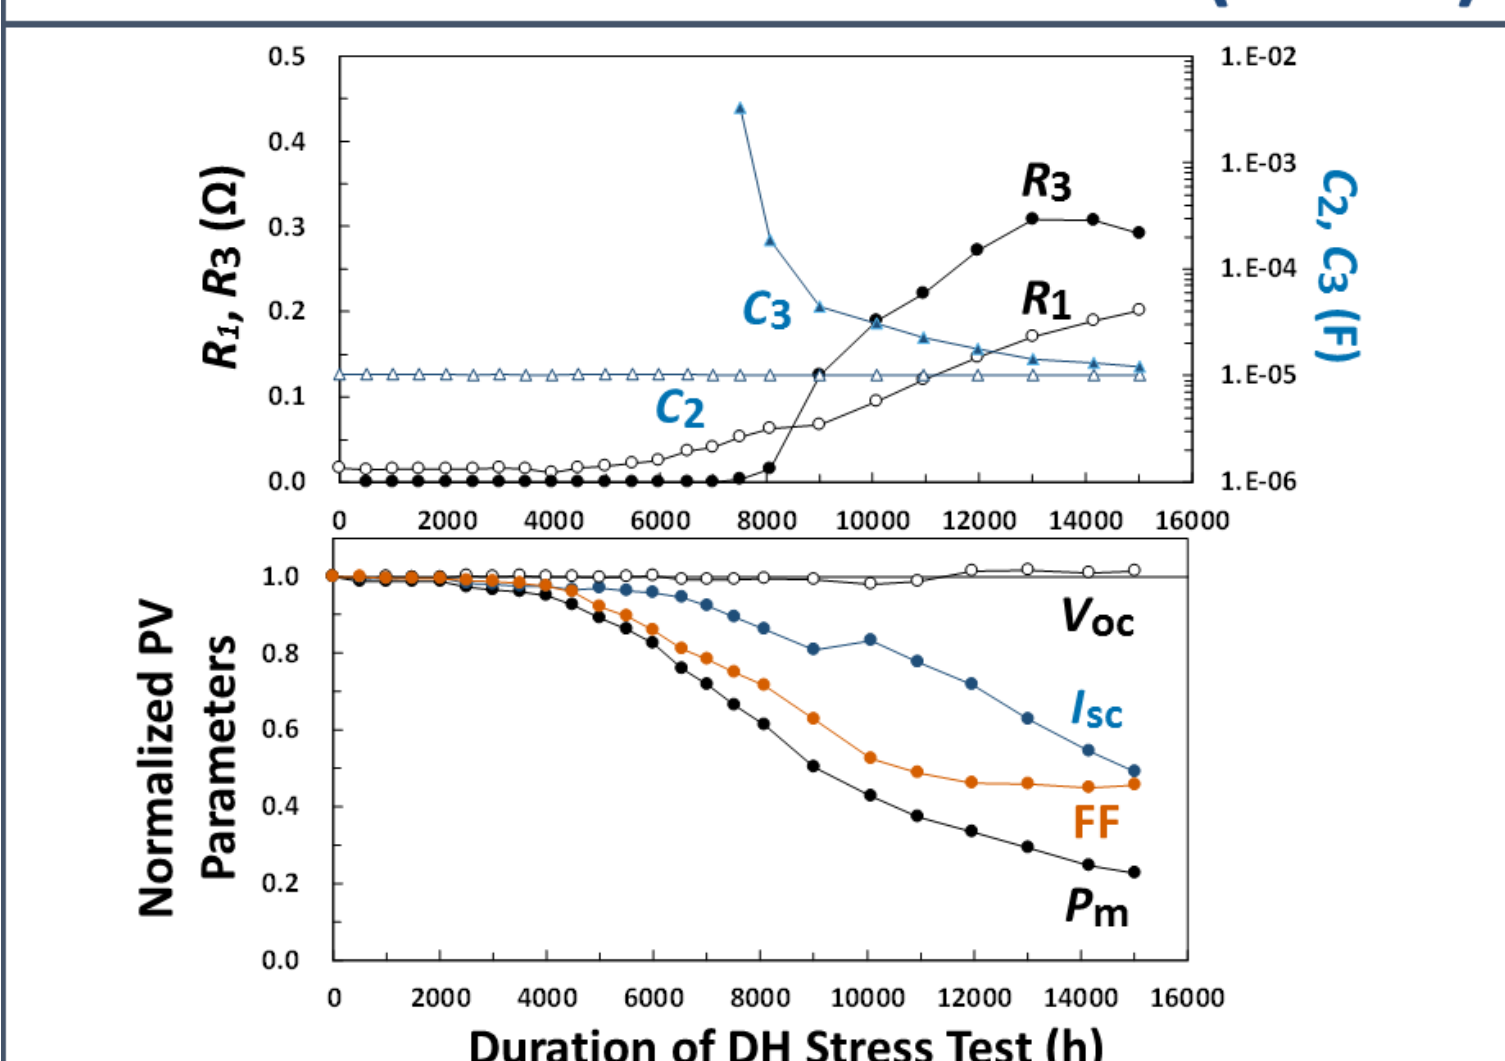 0.5
0.4
0.3
0.2
0.1
0.0
R1, R3 (Ω)
1.E-02
1.E-03
1.E-04
1.E-05
1.E-06
C2, C3 (F)
R3
R1
C3
C2
0 2000 4000 6000 8000 10000 12000 14000 16000
1.0
0.8
0.6
0.4
0.2
0.0
Normalized PV
Parameters
Voc
Isc
FF
Pm
0 2000 4000 6000 8000 10000 12000 14000 16000
Duration of DH Stress Test (h)